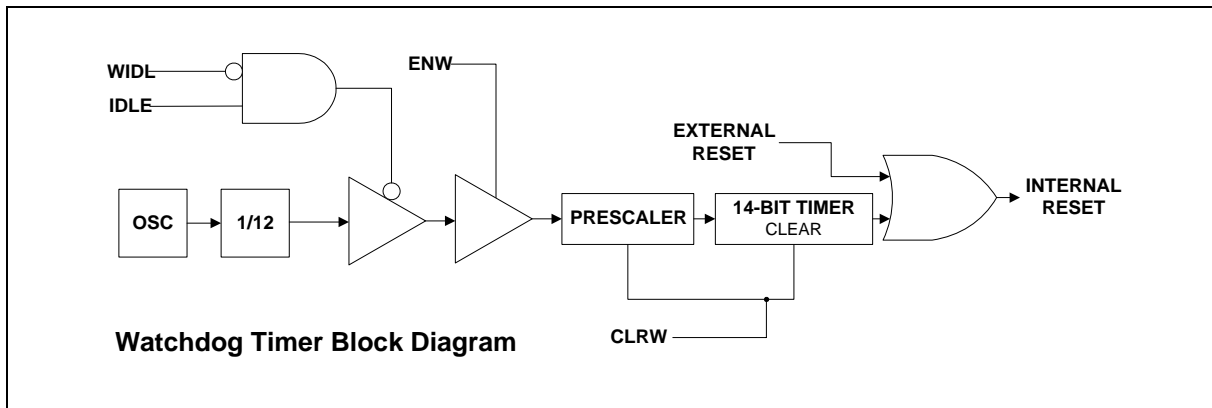 WIDL
IDLE
ENW
EXTERNAL
RESET
OSC
1/12
PRESCALER
14-BIT TIMER
CLEAR
INTERNAL
RESET
CLRW
Watchdog Timer Block Diagram